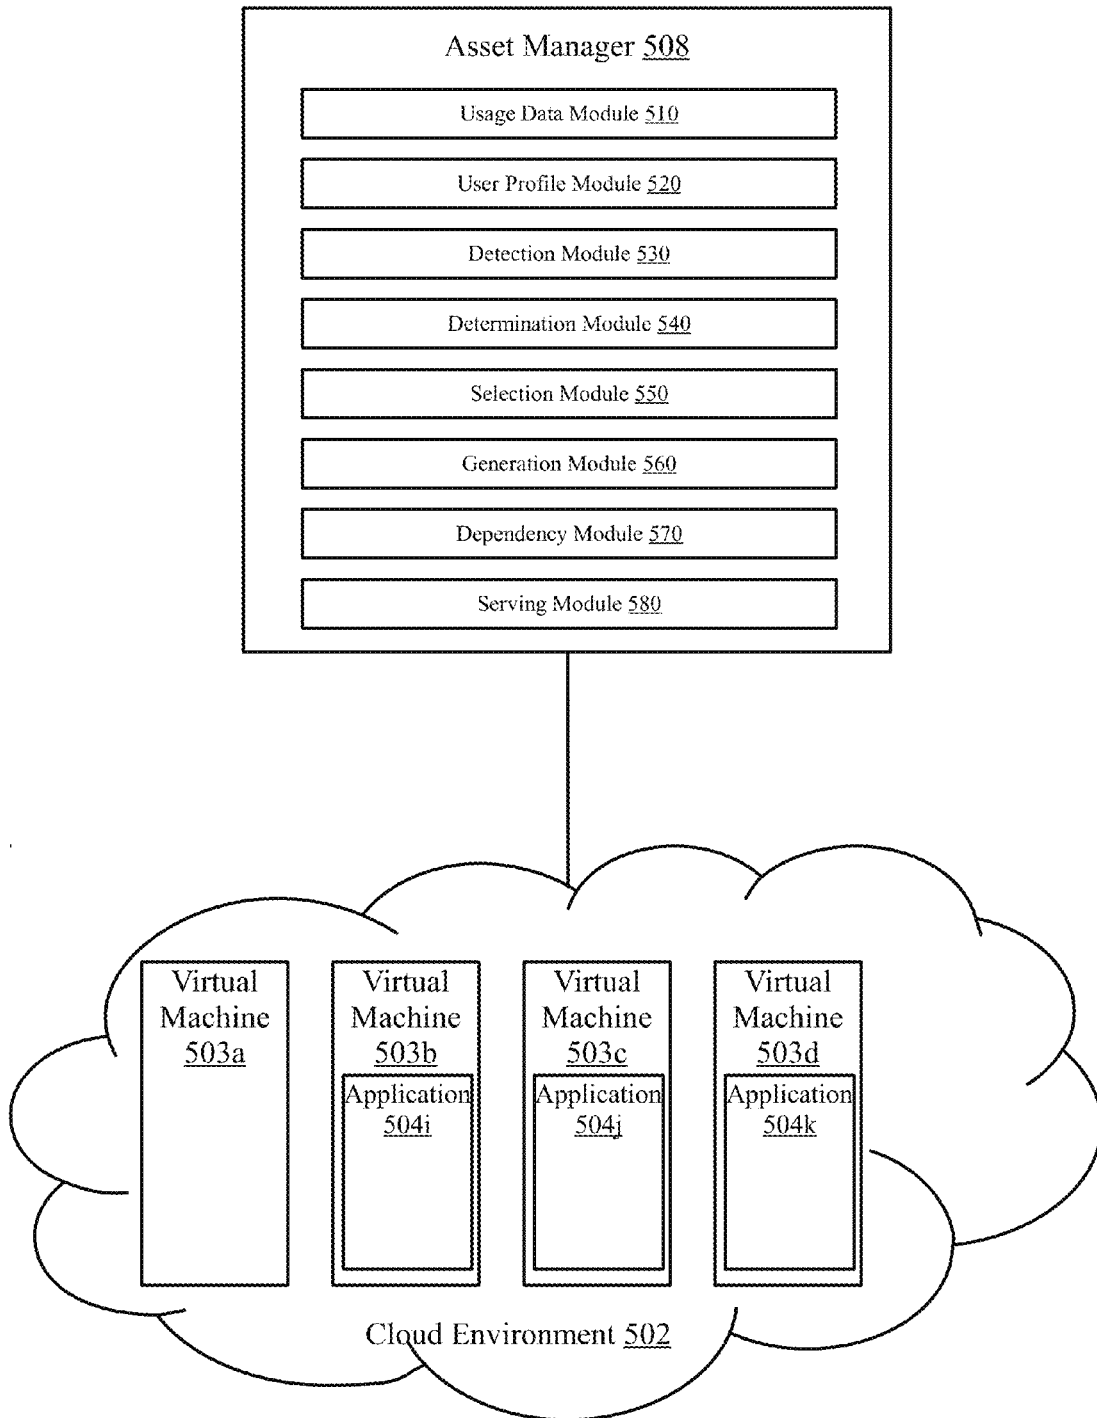 Asset Manager 508
Usage Data Module 510
User Profile Module 520
Detection Module 530
Determination Module 540
Selection Module 550
Generation Module 560
Dependency Module 570
Serving Module 580
Virtual
Machine
503a
Virtual
Machine
503b
Application
504i
Virtual
Machine
503c
Application
504j
Virtual
Machine
503d
Application
504k
Cloud Environment 502